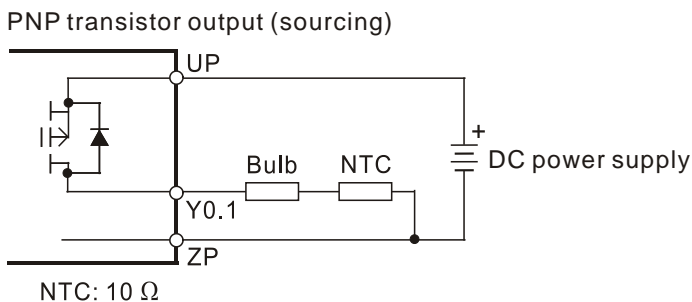 PNP transistor output (sourcing)
UP
+
Bulb NTC
DC power supply
Y0.1
ZP
NTC: 10 Ω